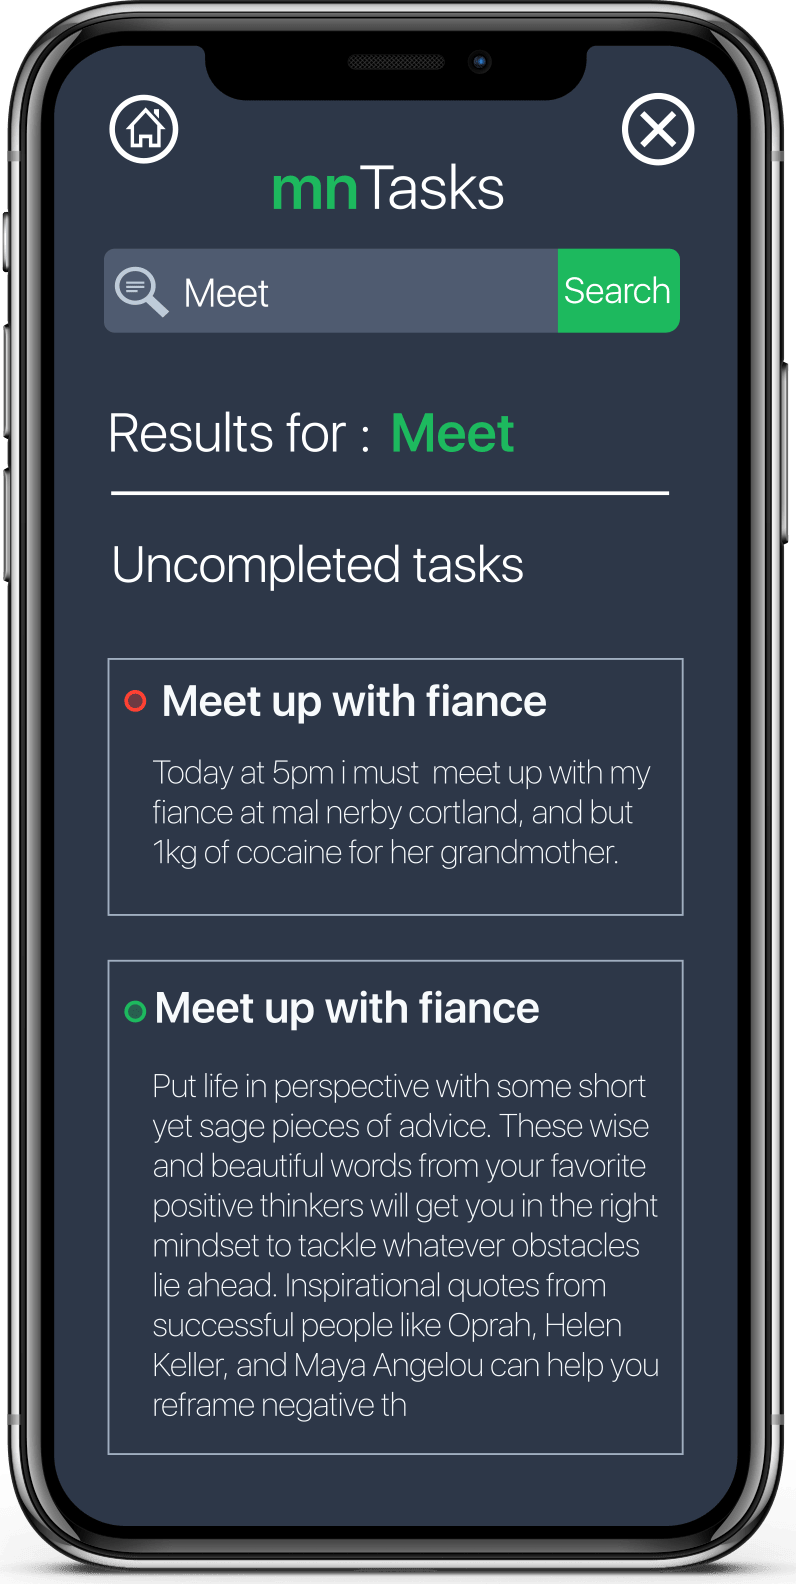 mnTasks
Meet
Search
Results for : Meet
Uncompleted tasks
Meet up with fiance
Today at 5pm i must  meet up with my
fiance at mal nerby cortland, and but
1kg of cocaine for her grandmother.
Meet up with fiance
Put life in perspective with some short
yet sage pieces of advice. These wise
and beautiful words from your favorite
positive thinkers will get you in the right
mindset to tackle whatever obstacles
lie ahead. Inspirational quotes from
successful people like Oprah, Helen
Keller, and Maya Angelou can help you
reframe negative th